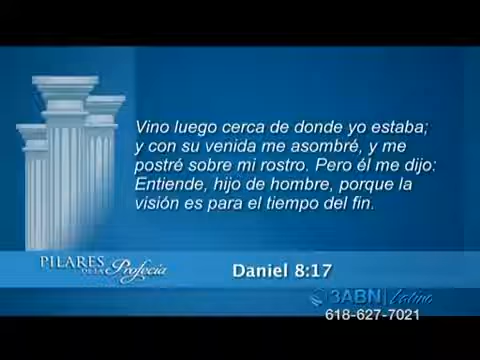 Vino luego cerca de donde yo estaba;
y con su venida me asombré, y me
postré sobre mi rostro. Pero él me dijo:
Entiende, hijo de hombre, porque la
visión es para el tiempo del fin.
PILARES
DE LA Profecía
Daniel 8:17
3ABN Latino
618-627-7021